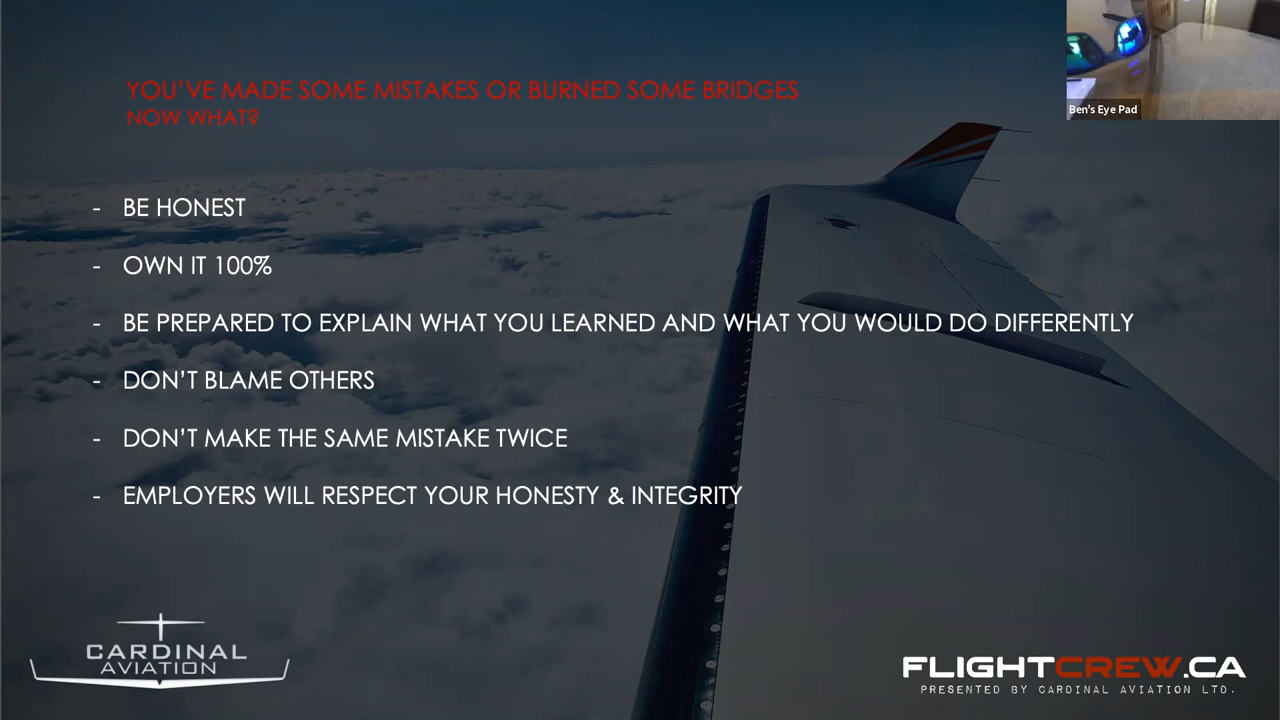 YOU'VE MADE SOME MISTAKES OR BURNED SOME BRIDGES
NOW WHAT?
Ben's Eye Pad
- BE HONEST
- OWN IT 100%
- BE PREPARED TO EXPLAIN WHAT YOU LEARNED AND WHAT YOU WOULD DO DIFFERENTLY
- DON'T BLAME OTHERS
- DON'T MAKE THE SAME MISTAKE TWICE
- EMPLOYERS WILL RESPECT YOUR HONESTY & INTEGRITY
CARDINAL
AVIATION
FLIGHTCREW.CA
PRESENTED BY CARDINAL AVIATION LTD.